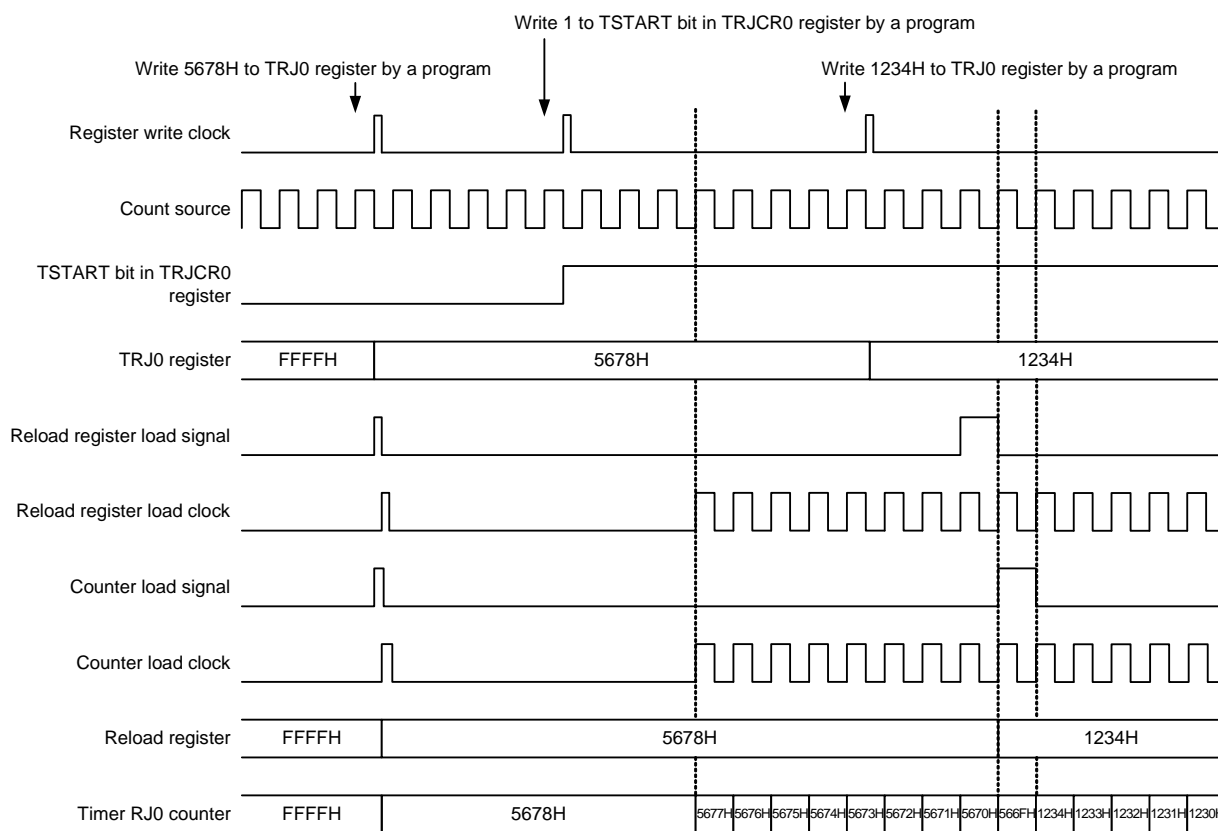 Write 1 to TSTART bit in TRJCR0 register by a program
Write 5678H to TRJ0 register by a program
Write 1234H to TRJ0 register by a program
Register write clock
Count source
TSTART bit in TRJCR0
register
TRJ0 register
FFFFH
5678H
1234H
Reload register load signal
Reload register load clock
Counter load signal
Counter load clock
Reload register
FFFFH
5678H
1234H
Timer RJ0 counter
FFFFH
5678H
5677H
5676H
5675H
5674H
5673H
5672H
5671H
5670H
566FH
1234H
1233H
1232H
1231H
1230H